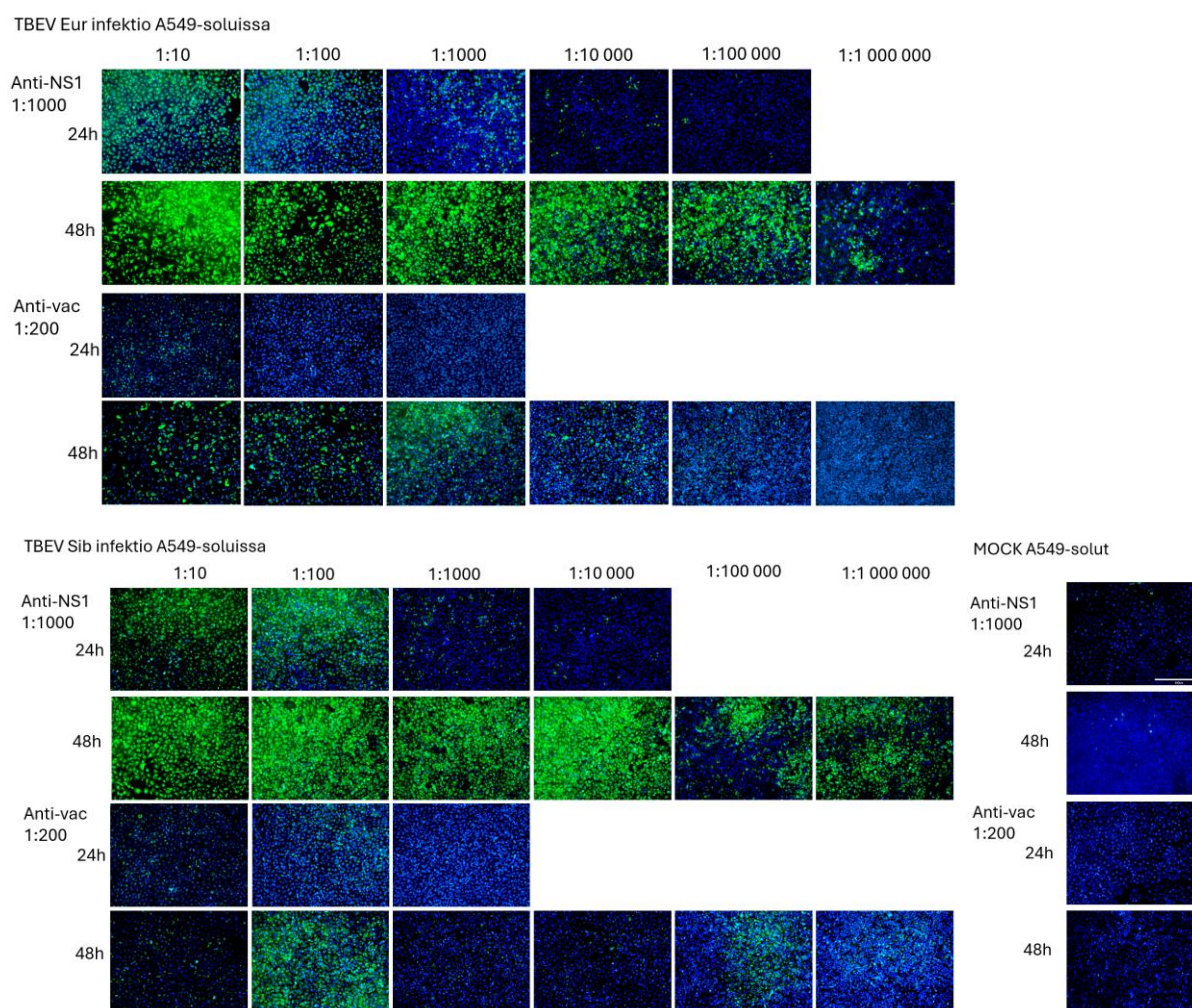 TBEV Eur infektio A549-soluissa
1:10 1:100 1:1000 1:10 000 1:100 000 1:1 000 000
Anti-NS1
1:1000
24h
48h
Anti-vac
1:200
24h
48h
TBEV Sib infektio A549-soluissa
1:10 1:100 1:1000 1:10 000 1:100 000 1:1 000 000
Anti-NS1
1:1000
24h
48h
Anti-vac
1:200
24h
48h
MOCK A549-solut
Anti-NS1
1:1000
24h
48h
Anti-vac
1:200
24h
48h